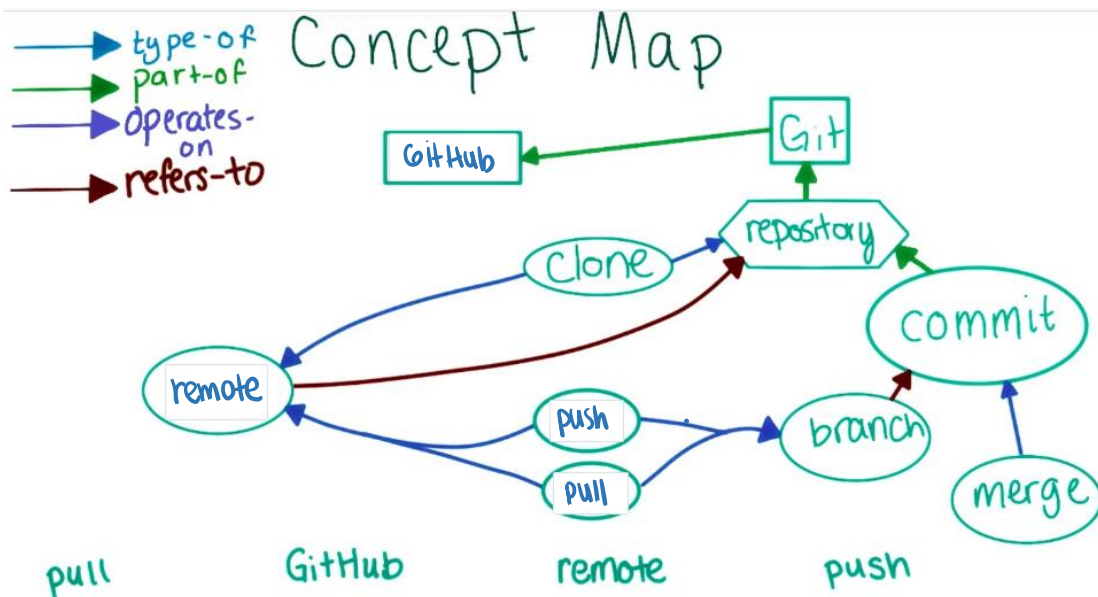 Concept Map
type-of
part-of
operates-
on
refers-to
GitHub
Git
repository
clone
commit
remote
push
branch
pull
merge
pull GitHub remote push